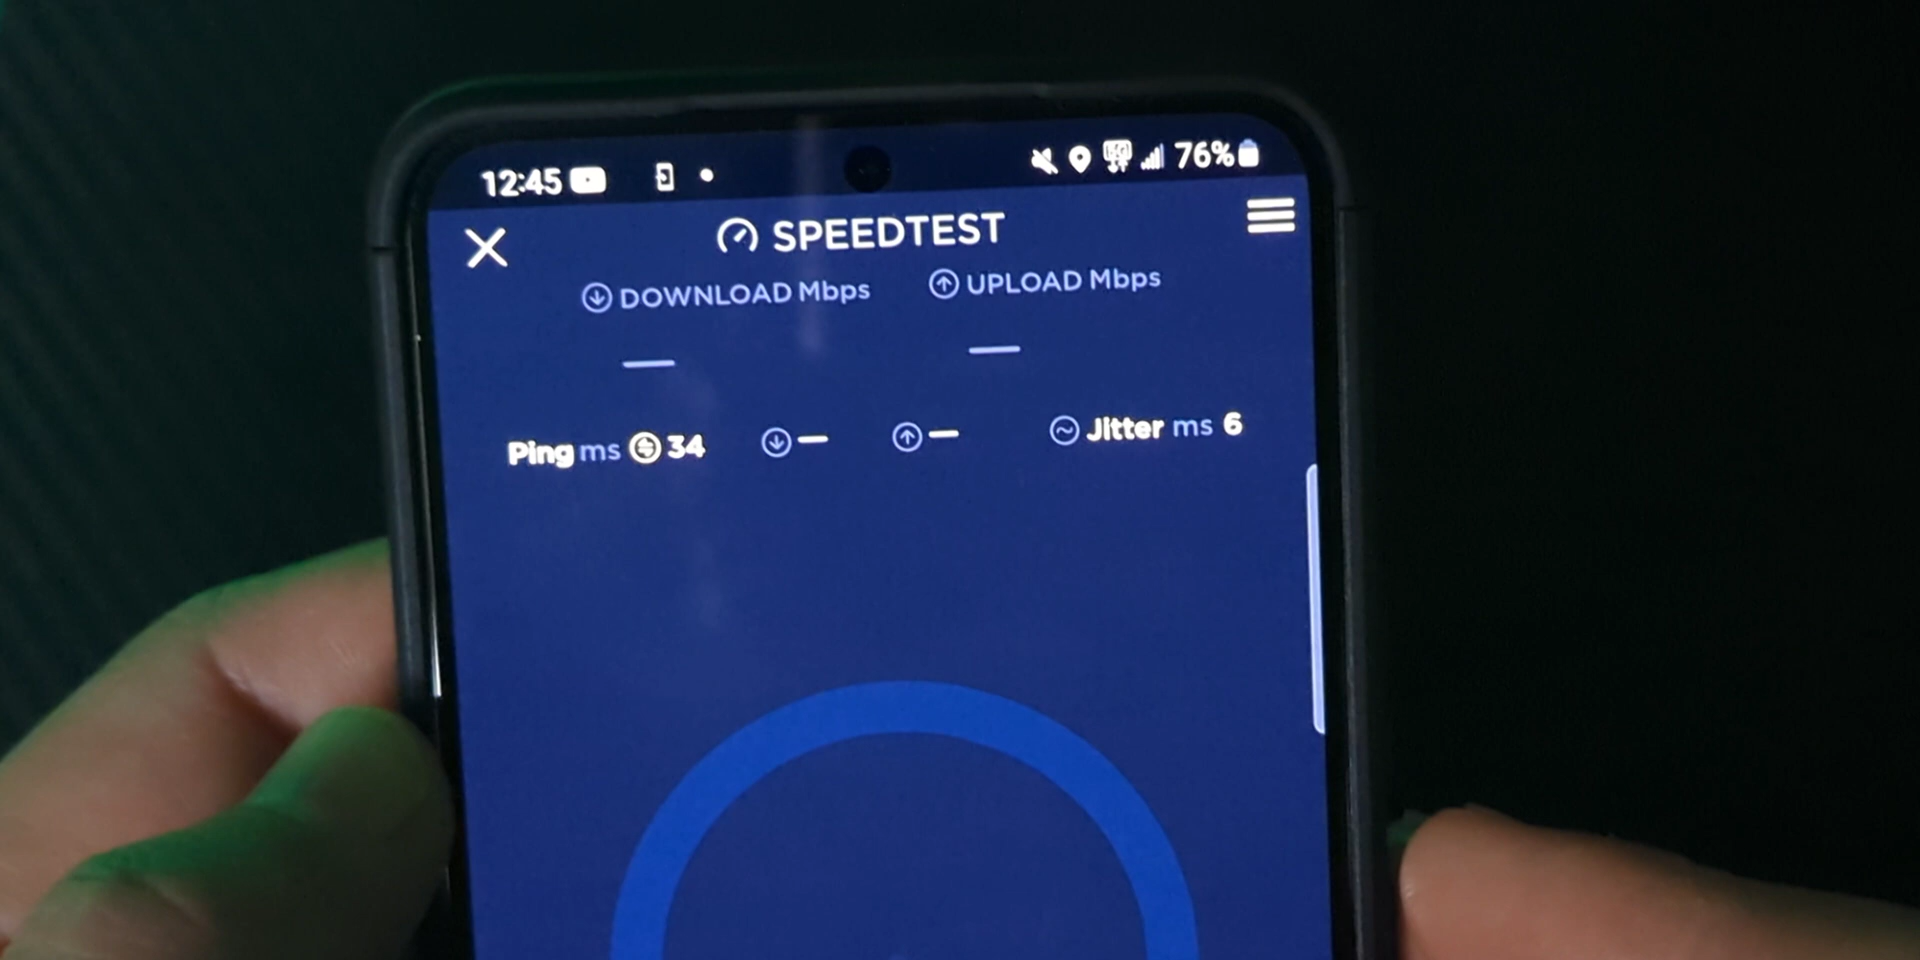 12:45 76%
SPEEDTEST
DOWNLOAD Mbps UPLOAD Mbps
— —
Ping ms 34 — — Jitter ms 6